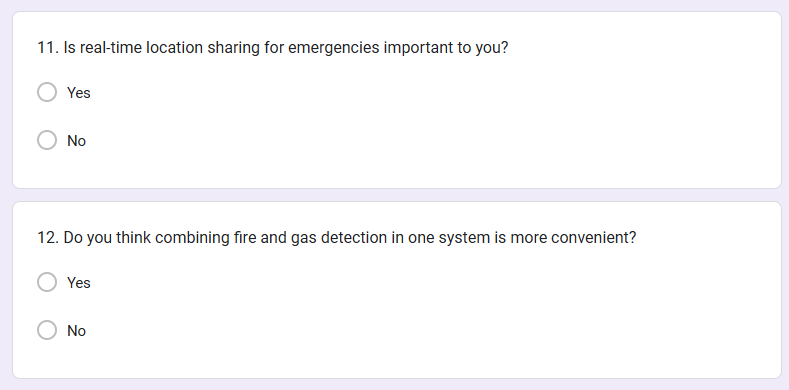 11. Is real-time location sharing for emergencies important to you?
Yes
No
12. Do you think combining fire and gas detection in one system is more convenient?
Yes
No